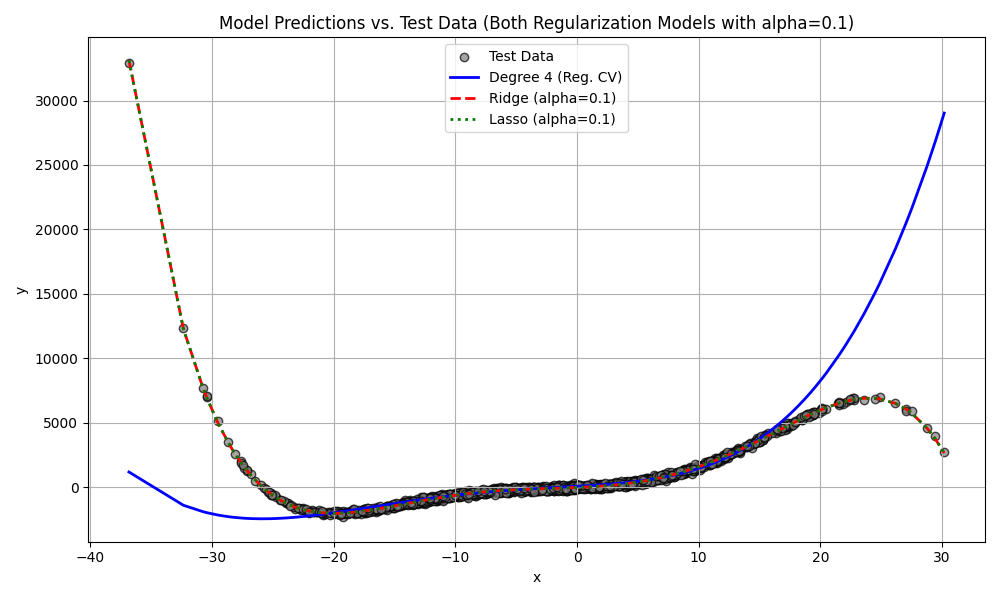 Model Predictions vs. Test Data (Both Regularization Models with alpha=0.1)
Test Data
Degree 4 (Reg. CV)
Ridge (alpha=0.1)
Lasso (alpha=0.1)
30000
25000
20000
15000
10000
5000
0
y
−40
−30
−20
−10
0
10
20
30
x